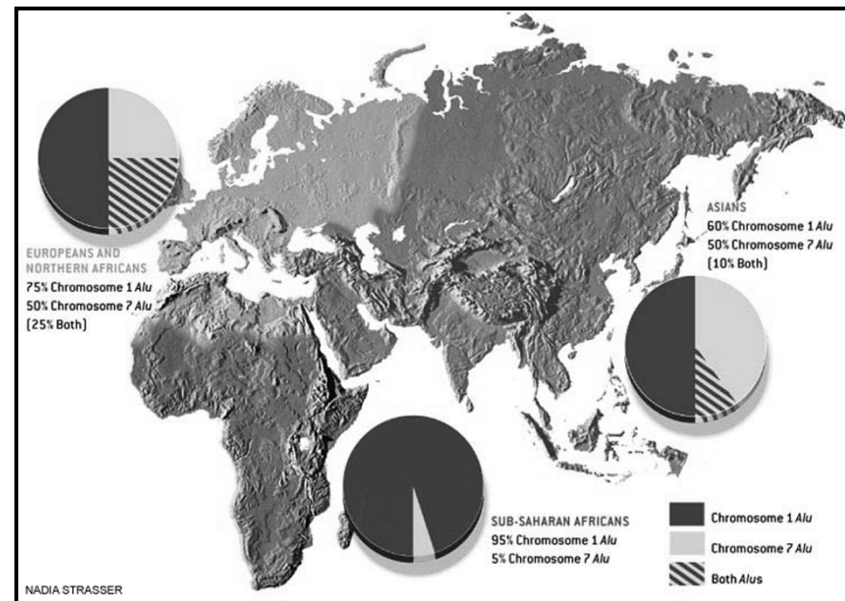 EUROPEANS AND
NORTHERN AFRICANS
75% Chromosome 1 Alu
50% Chromosome 7 Alu
(25% Both)
ASIANS
60% Chromosome 1 Alu
50% Chromosome 7 Alu
(10% Both)
SUB-SAHARAN AFRICANS
95% Chromosome 1 Alu
5% Chromosome 7 Alu
Chromosome 1 Alu
Chromosome 7 Alu
Both Alus
NADIA STRASSER